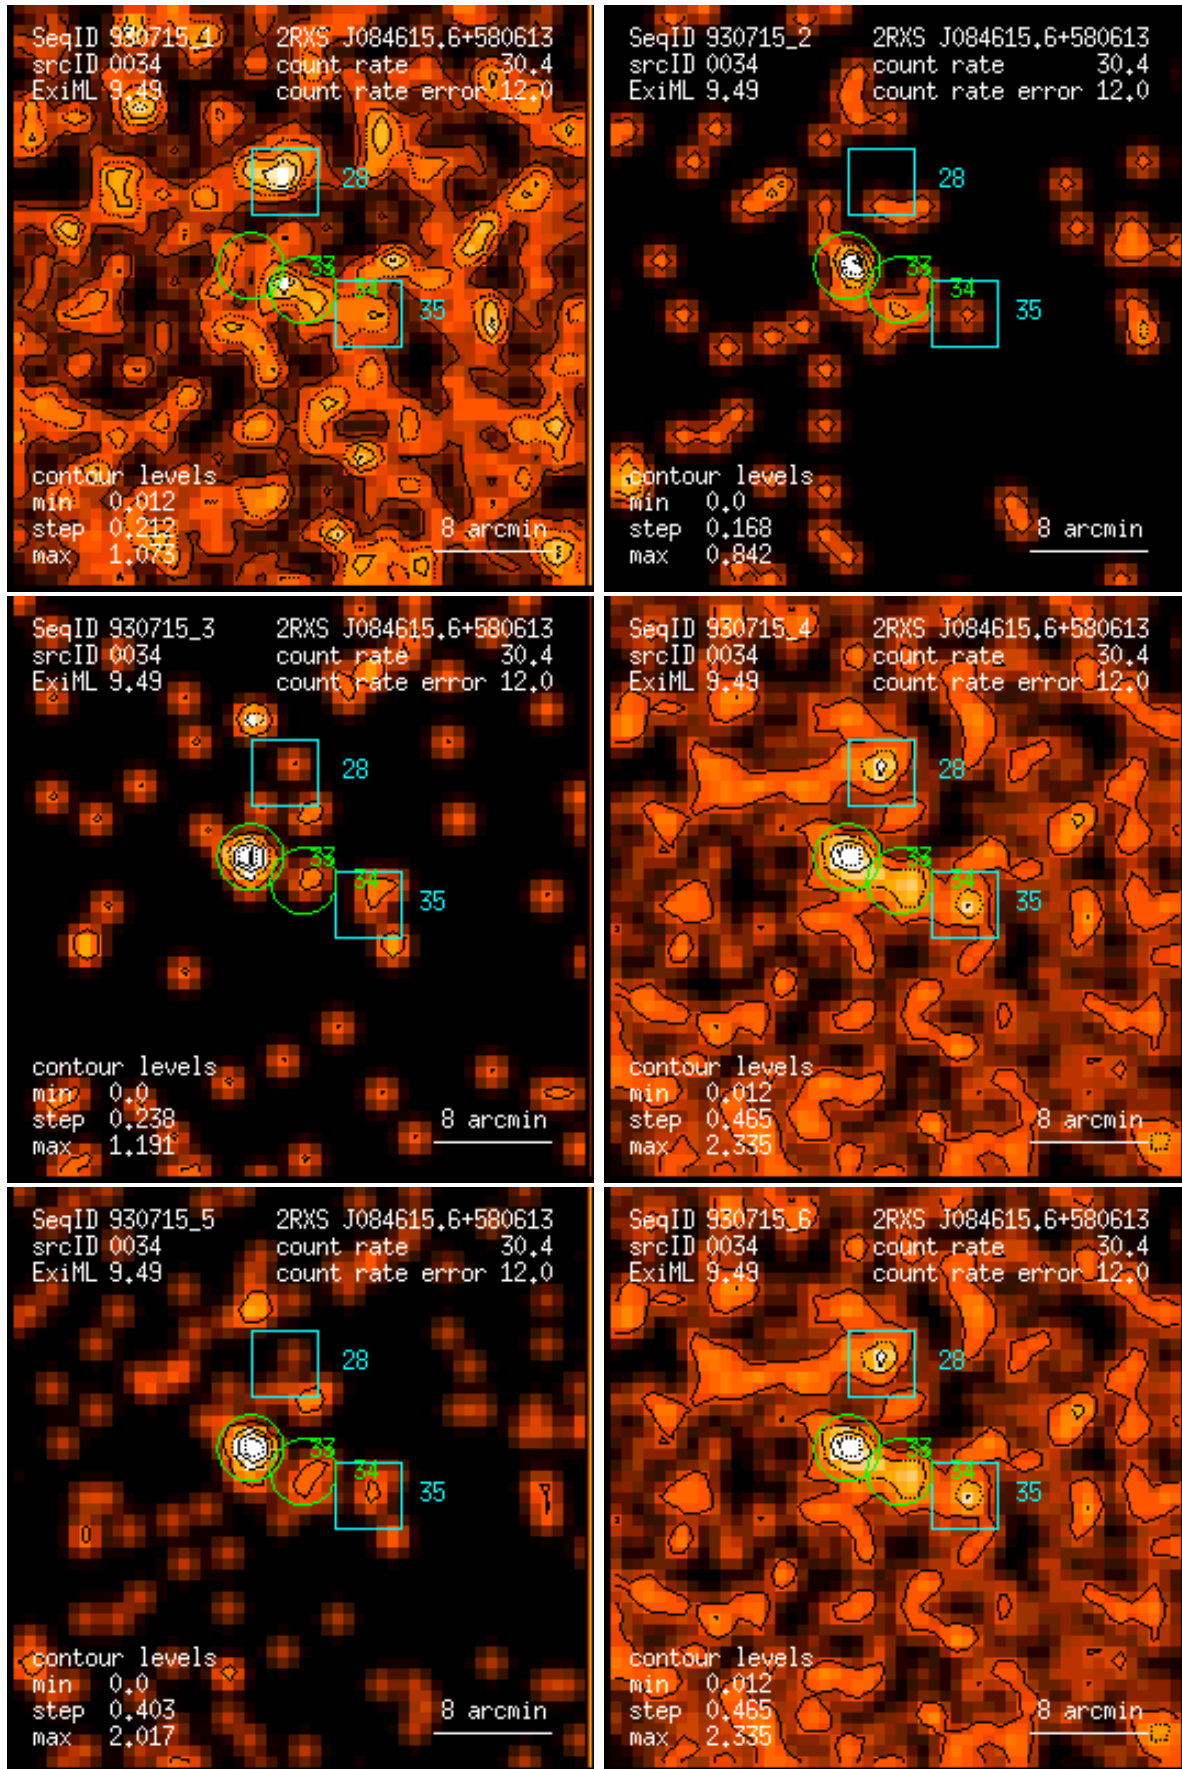 SeqID 930715_1 2RXS J084615.6+580613
srcID 0034 count rate 30.4
ExiML 9.49 count rate error 12.0
28
33
34
35
contour levels
min 0.012
step 0.212 8 arcmin
max 1.073
SeqID 930715_2 2RXS J084615.6+580613
srcID 0034 count rate 30.4
ExiML 9.49 count rate error 12.0
28
33
34
35
contour levels
min 0.0
step 0.168 8 arcmin
max 0.842
SeqID 930715_3 2RXS J084615.6+580613
srcID 0034 count rate 30.4
ExiML 9.49 count rate error 12.0
28
33
34
35
contour levels
min 0.0
step 0.238 8 arcmin
max 1.191
SeqID 930715_4 2RXS J084615.6+580613
srcID 0034 count rate 30.4
ExiML 9.49 count rate error 12.0
28
33
34
35
contour levels
min 0.012
step 0.465 8 arcmin
max 2.335
SeqID 930715_5 2RXS J084615.6+580613
srcID 0034 count rate 30.4
ExiML 9.49 count rate error 12.0
28
33
34
35
contour levels
min 0.0
step 0.403 8 arcmin
max 2.017
SeqID 930715_6 2RXS J084615.6+580613
srcID 0034 count rate 30.4
ExiML 9.49 count rate error 12.0
28
33
34
35
contour levels
min 0.012
step 0.465 8 arcmin
max 2.335